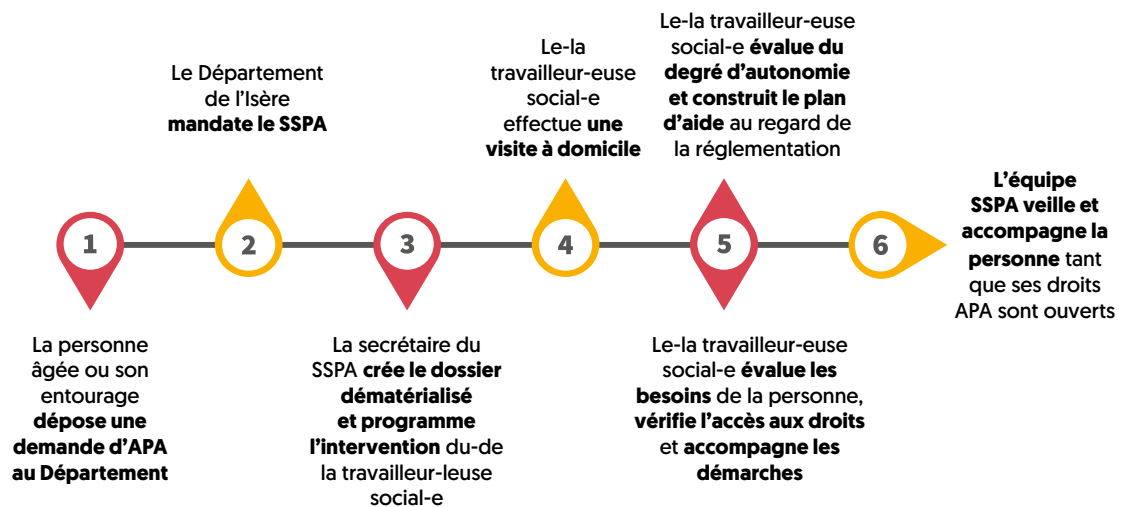 1
La personne
âgée ou son
entourage
dépose une
demande d'APA
au Département
2
Le Département
de l'Isère
mandate le SSPA
3
La secrétaire du
SSPA crée le dossier
dématérialisé
et programme
l'intervention du-de
la travailleur-leuse
social-e
4
Le-la
travailleur-euse
social-e
effectue une
visite à domicile
5
Le-la travailleur-euse
social-e évalue du
degré d'autonomie
et construit le plan
d'aide au regard de
la réglementation
Le-la travailleur-euse
social-e évalue les
besoins de la personne,
vérifie l'accès aux droits
et accompagne les
démarches
6
L'équipe
SSPA veille et
accompagne la
personne tant
que ses droits
APA sont ouverts